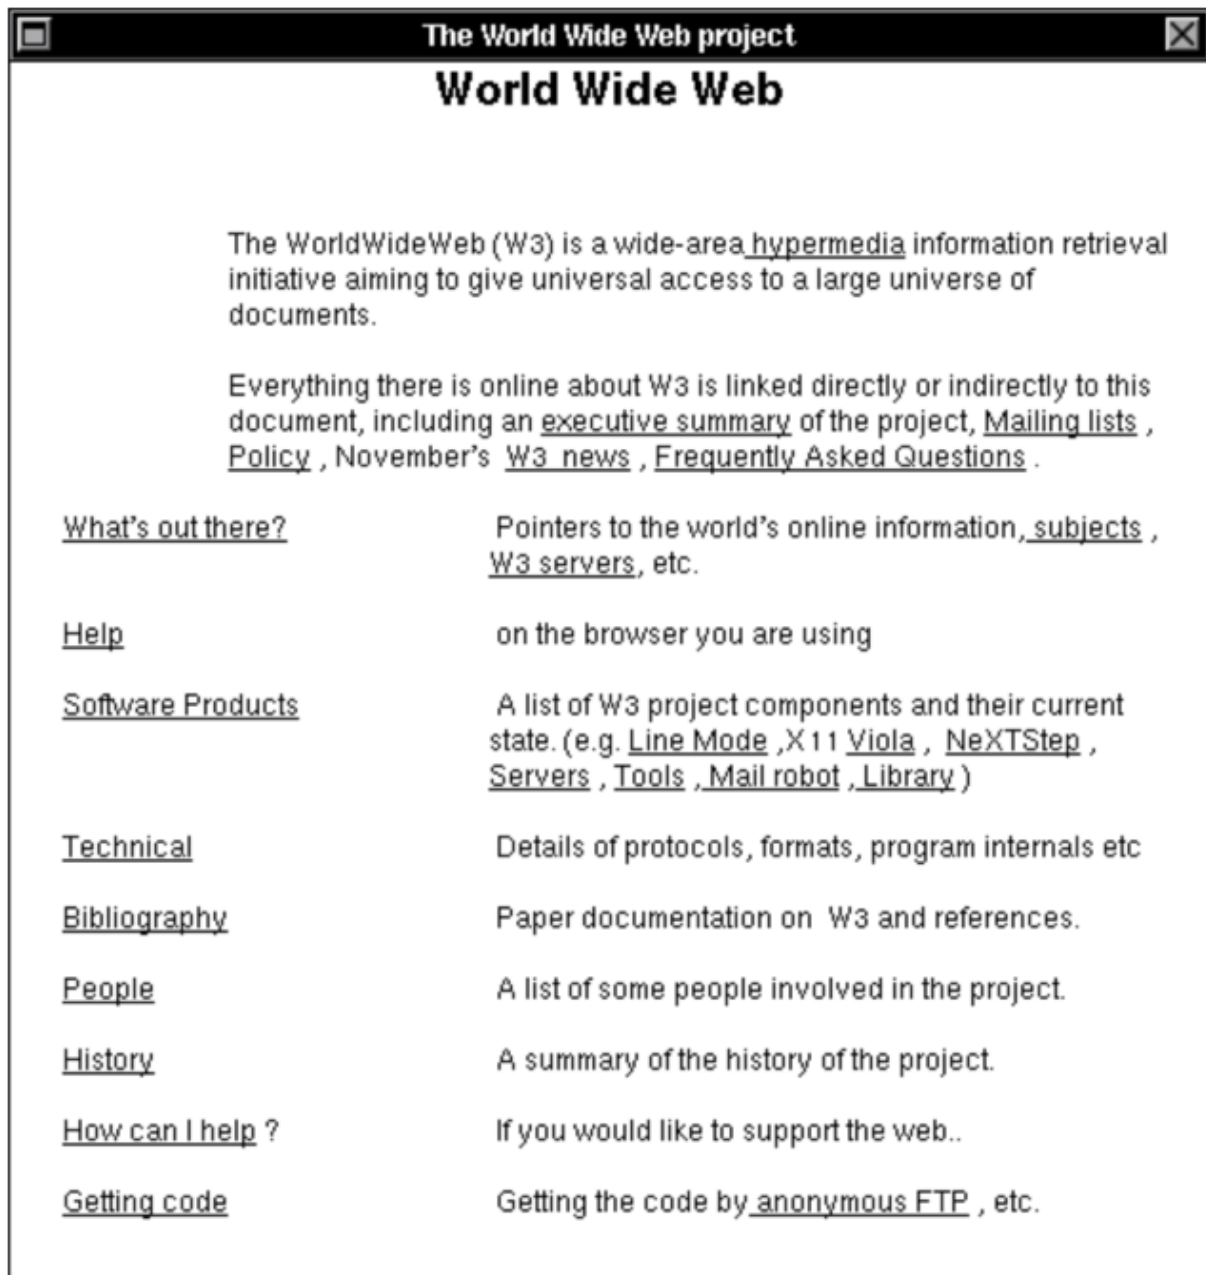 The World Wide Web project
World Wide Web
The WorldWideWeb (W3) is a wide-area hypermedia information retrieval
initiative aiming to give universal access to a large universe of
documents.
Everything there is online about W3 is linked directly or indirectly to this
document, including an executive summary of the project, Mailing lists ,
Policy , November's W3 news , Frequently Asked Questions .
What's out there? Pointers to the world's online information, subjects ,
W3 servers, etc.
Help on the browser you are using
Software Products A list of W3 project components and their current
state. (e.g. Line Mode ,X11 Viola , NeXTStep ,
Servers , Tools , Mail robot , Library )
Technical Details of protocols, formats, program internals etc
Bibliography Paper documentation on W3 and references.
People A list of some people involved in the project.
History A summary of the history of the project.
How can I help ? If you would like to support the web..
Getting code Getting the code by anonymous FTP , etc.